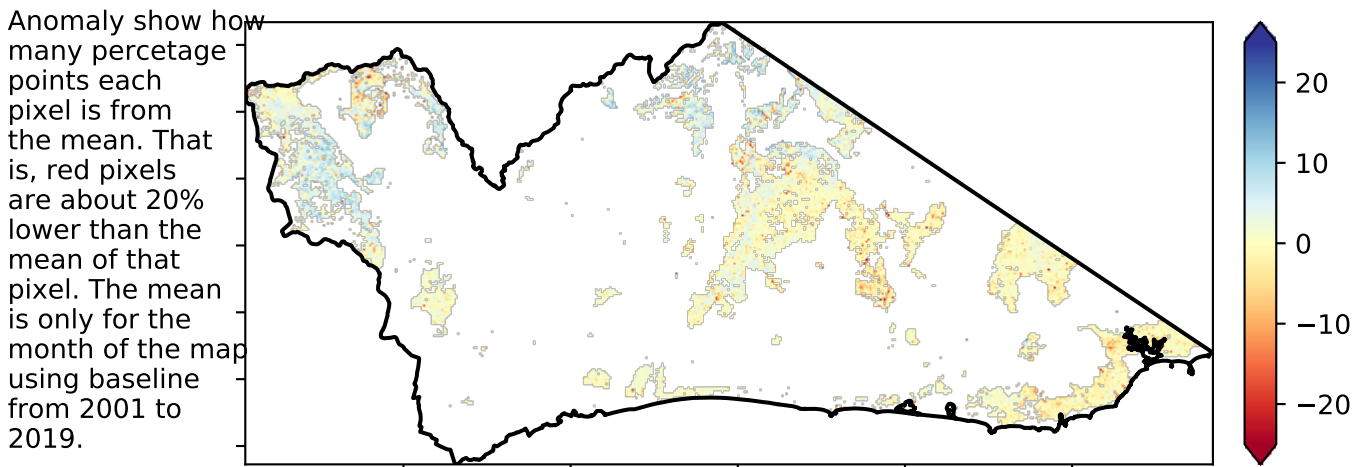 Anomaly show how
many percetage
points each
pixel is from
the mean. That
is, red pixels
are about 20%
lower than the
mean of that
pixel. The mean
is only for the
month of the map
using baseline
from 2001 to
2019.
20
10
0
−10
−20